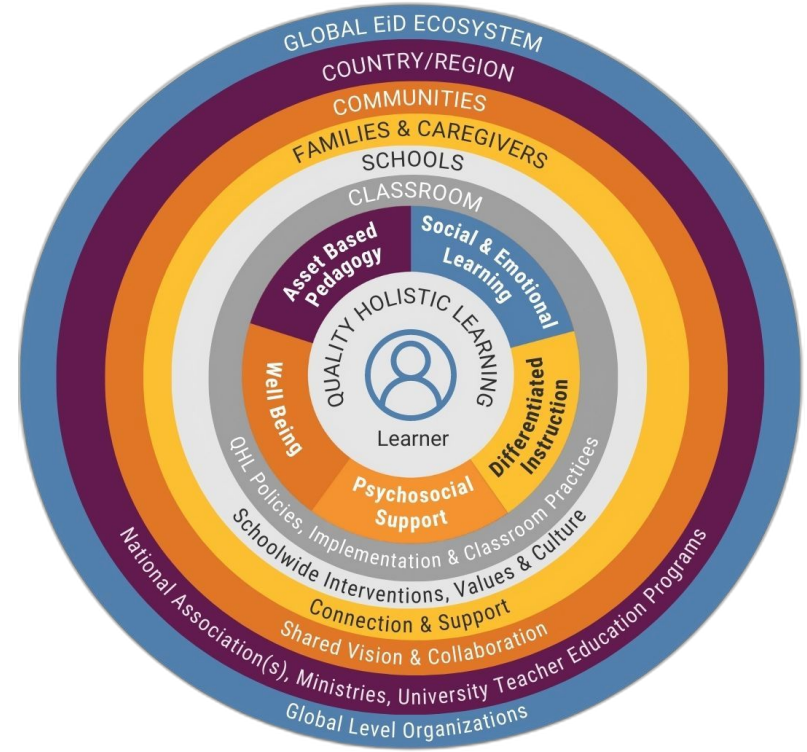 GLOBAL EiD ECOSYSTEM
COUNTRY/REGION
COMMUNITIES
FAMILIES & CAREGIVERS
SCHOOLS
CLASSROOM
Asset Based
Pedagogy
Social & Emotional
Learning
QUALITY HOLISTIC LEARNING
Learner
Well Being
Differentiated
Instruction
Psychosocial
Support
QHL Policies, Implementation & Classroom Practices
Schoolwide Interventions, Values & Culture
Connection & Support
Shared Vision & Collaboration
National Association(s), Ministries, University Teacher Education Programs
Global Level Organizations